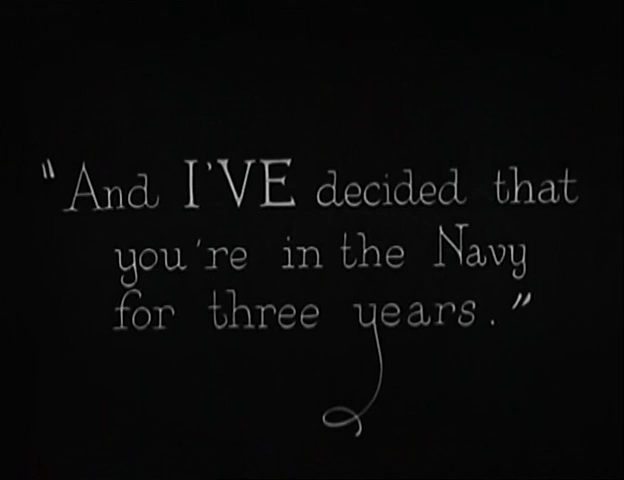 "And I'VE decided that
you're in the Navy
for three years."